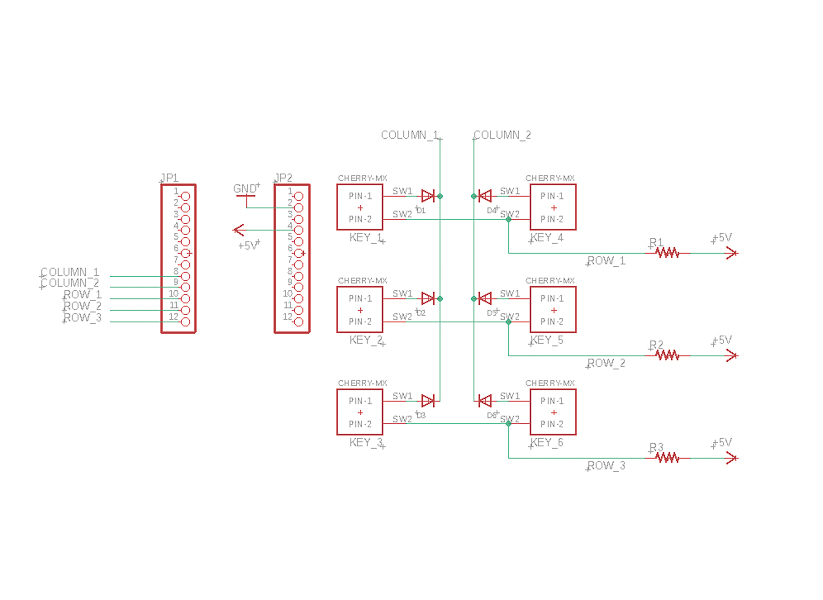 COLUMN_1 COLUMN_2
JP1 JP2 CHERRY-MX CHERRY-MX
GND
1 1 PIN-1 SW1 SW1 PIN-1
2 2
3 3 D1 D4
4 4 PIN-2 SW2 SW2 PIN-2
5 5 KEY_1 KEY_4
+5V
6 6 R1 +5V
7 7 ROW_1
COLUMN_1 8 8
COLUMN_2 9 9 CHERRY-MX CHERRY-MX
ROW_1 10 10 PIN-1 SW1 SW1 PIN-1
ROW_2 11 11 D2 D5
ROW_3 12 12 PIN-2 SW2 SW2 PIN-2
KEY_2 KEY_5
R2 +5V
ROW_2
CHERRY-MX CHERRY-MX
PIN-1 SW1 SW1 PIN-1
D3 D6
PIN-2 SW2 SW2 PIN-2
KEY_3 KEY_6
R3 +5V
ROW_3